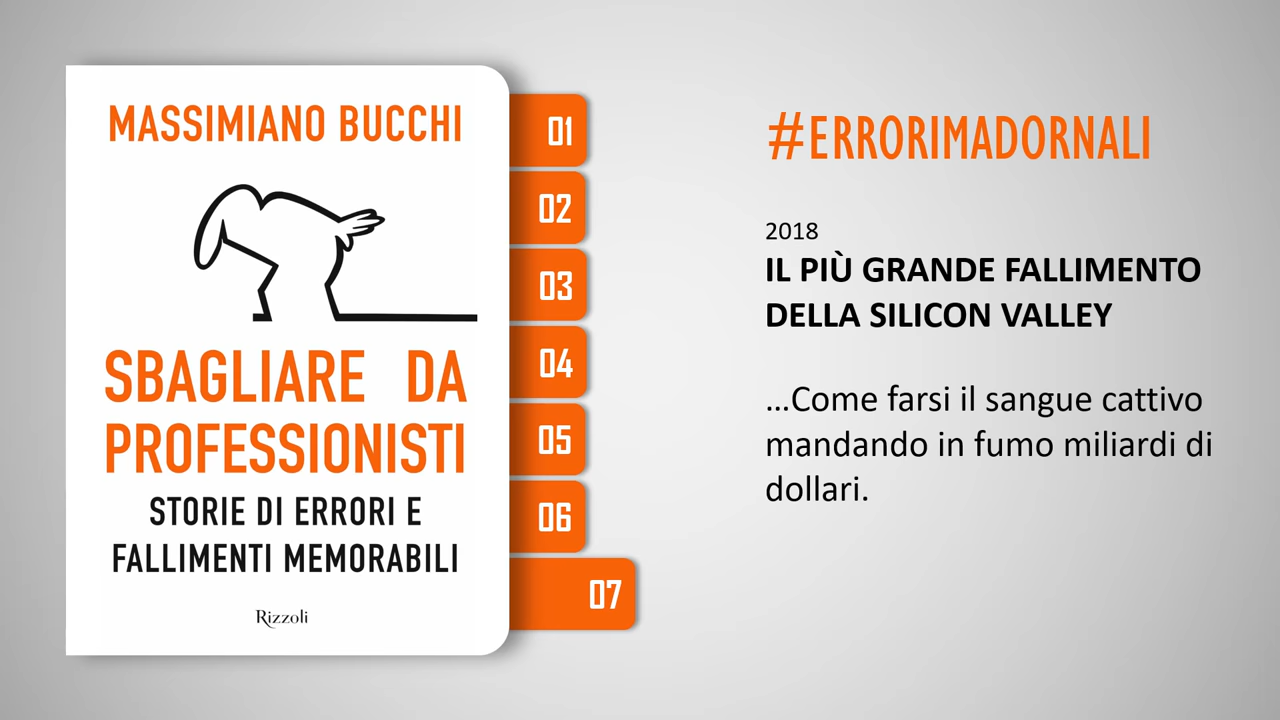 MASSIMIANO BUCCHI
SBAGLIARE DA
PROFESSIONISTI
STORIE DI ERRORI E
FALLIMENTI MEMORABILI
Rizzoli
01
02
03
04
05
06
07
#ERRORIMADORNALI
2018
IL PIÙ GRANDE FALLIMENTO
DELLA SILICON VALLEY
…Come farsi il sangue cattivo
mandando in fumo miliardi di
dollari.